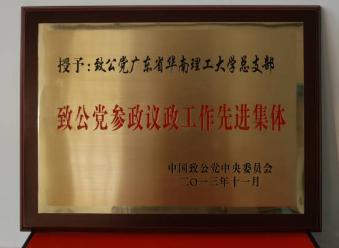 授予：致公党广东省华南理工大学总支部
致公党参政议政工作先进集体
中国致公党中央委员会
二〇一三年十一月